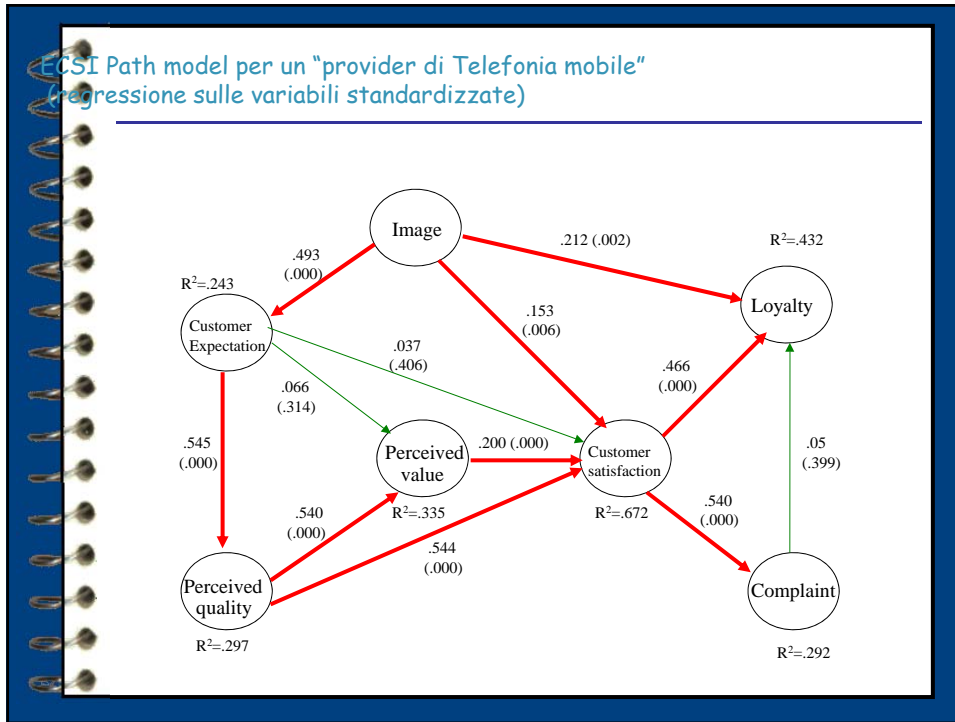 ECSI Path model per un “provider di Telefonia mobile”
(regressione sulle variabili standardizzate)
Image
.212 (.002)
R²=.432
.493
(.000)
R²=.243
Loyalty
Customer
Expectation
.153
(.006)
.037
(.406)
.466
(.000)
.066
(.314)
.545
(.000)
Perceived
value
.200 (.000)
Customer
satisfaction
.05
(.399)
R²=.335
R²=.672
.540
(.000)
.540
(.000)
.544
(.000)
Perceived
quality
Complaint
R²=.297
R²=.292